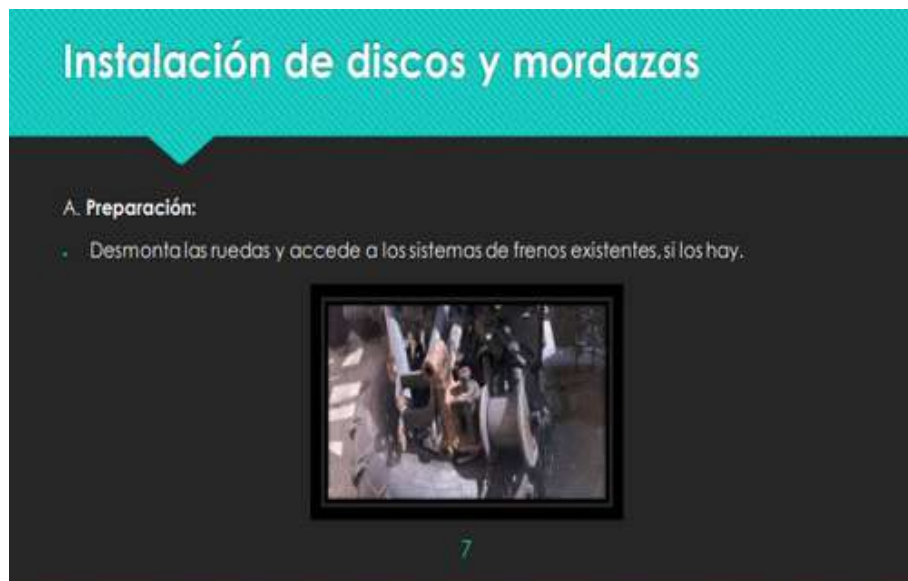 Instalación de discos y mordazas
A. Preparación:
Desmonta las ruedas y accede a los sistemas de frenos existentes, si los hay.
7